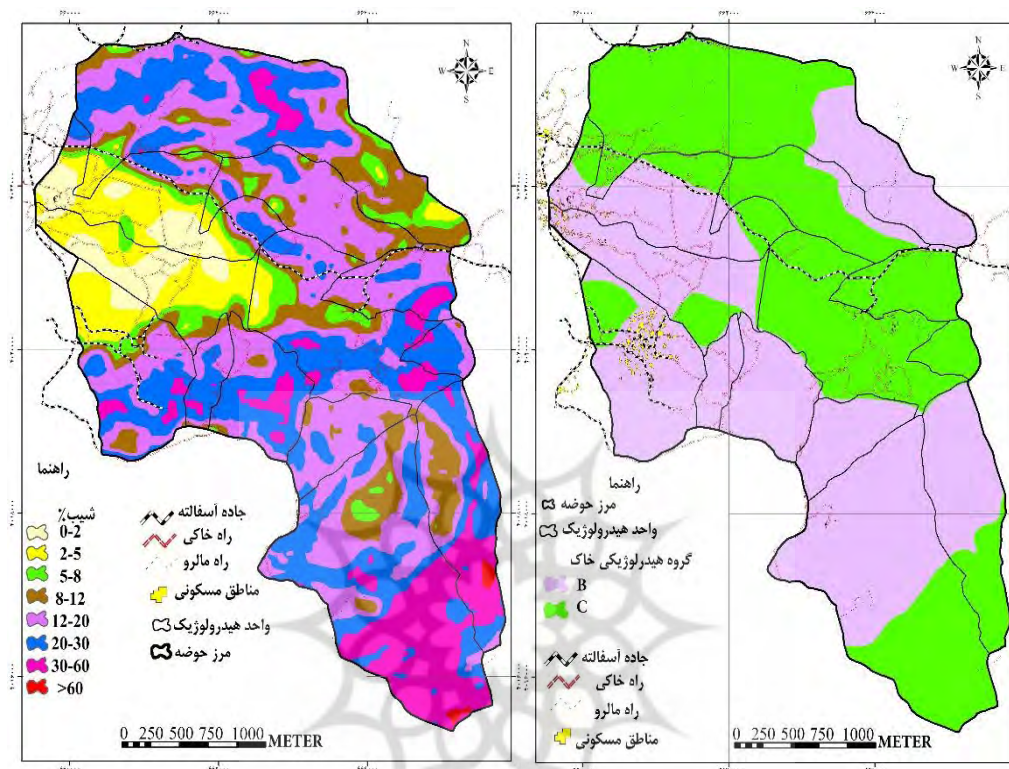 N
W E
S
راهنما
شیب%
0-2
2-5
5-8
8-12
12-20
20-30
30-60
>60
جاده آسفالته
راه خاکی
راه مالرو
مناطق مسکونی
واحد هیدرولوژیک
مرز حوضه
0 250 500 750 1000 METER
N
W E
S
راهنما
مرز حوضه
واحد هیدرولوژیک
گروه هیدرلوژیکی خاک
B
C
جاده آسفالته
راه خاکی
راه مالرو
مناطق مسکونی
0 250 500 750 1000 METER